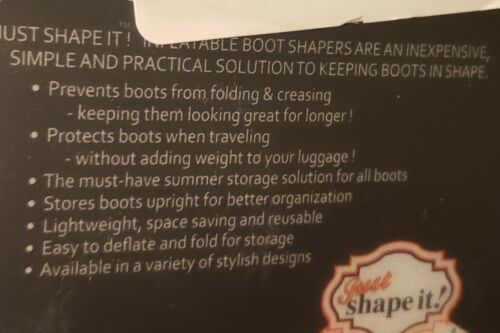 JUST SHAPE IT™! INFLATABLE BOOT SHAPERS ARE AN INEXPENSIVE,
SIMPLE AND PRACTICAL SOLUTION TO KEEPING BOOTS IN SHAPE.
• Prevents boots from folding & creasing
- keeping them looking great for longer!
• Protects boots when traveling
- without adding weight to your luggage!
• The must-have summer storage solution for all boots
• Stores boots upright for better organization
• Lightweight, space saving and reusable
• Easy to deflate and fold for storage
• Available in a variety of stylish designs
just
shape it!